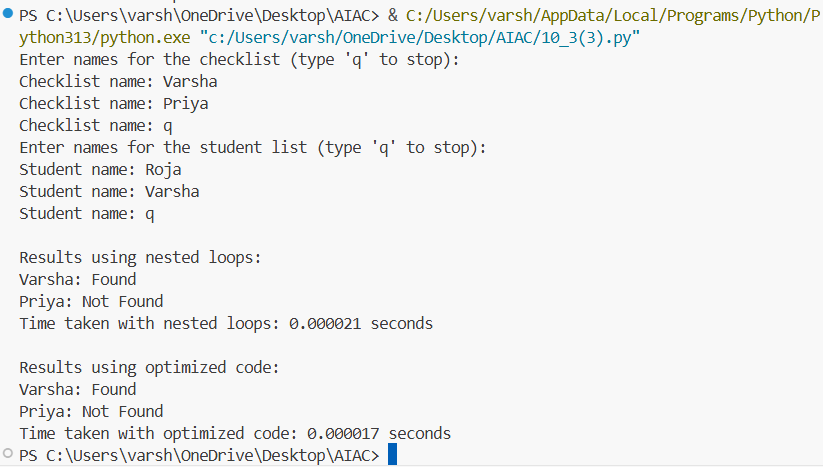 PS C:\Users\varsh\OneDrive\Desktop\AIAC> & C:/Users/varsh/AppData/Local/Programs/Python/P
ython313/python.exe "c:/Users/varsh/OneDrive/Desktop/AIAC/10_3(3).py"
Enter names for the checklist (type 'q' to stop):
Checklist name: Varsha
Checklist name: Priya
Checklist name: q
Enter names for the student list (type 'q' to stop):
Student name: Roja
Student name: Varsha
Student name: q

Results using nested loops:
Varsha: Found
Priya: Not Found
Time taken with nested loops: 0.000021 seconds

Results using optimized code:
Varsha: Found
Priya: Not Found
Time taken with optimized code: 0.000017 seconds
PS C:\Users\varsh\OneDrive\Desktop\AIAC>